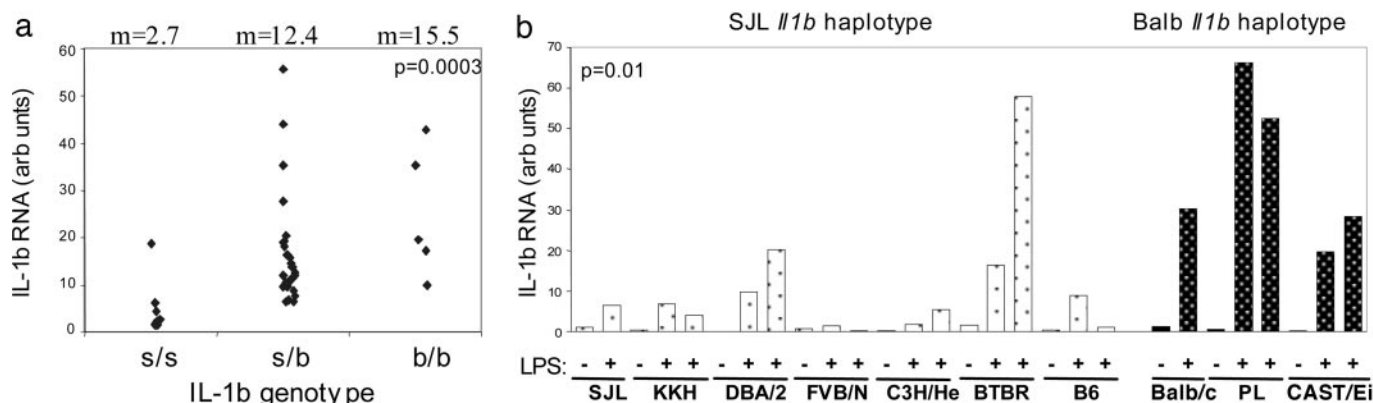 a
m=2.7 m=12.4 m=15.5
p=0.0003
60
50
40
30
20
10
0
IL-1b RNA (arb unts)
s/s s/b b/b
IL-1b genotype
b
SJL Il1b haplotype Balb Il1b haplotype
p=0.01
70
60
50
40
30
20
10
0
IL-1b RNA (arb unts)
LPS: - + - + + - + + - + + - + + - + + - + + - + - + + - + +
SJL KKH DBA/2 FVB/N C3H/He BTBR B6 Balb/c PL CAST/Ei